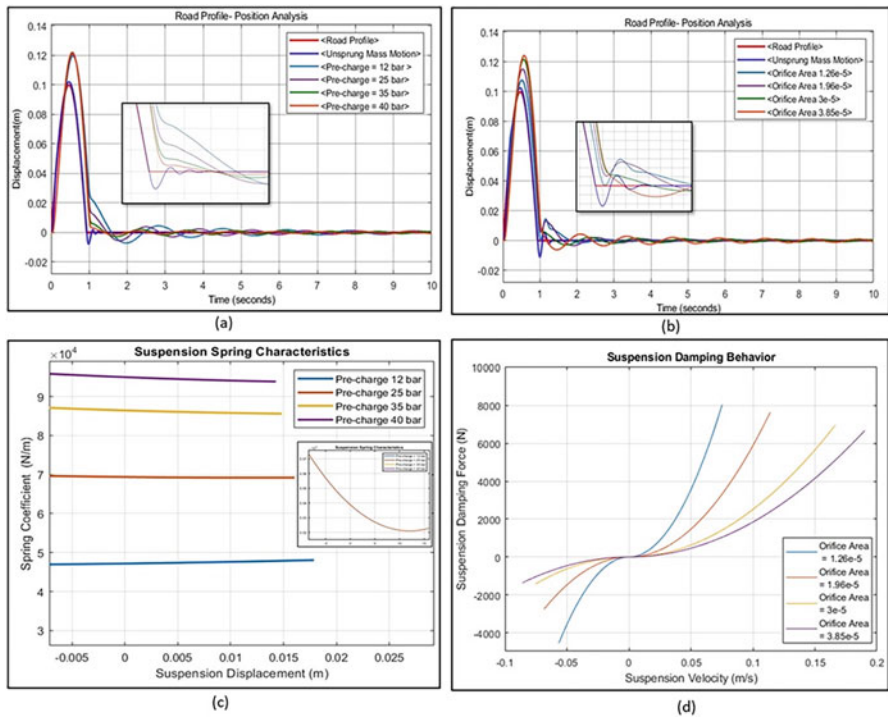 Road Profile- Position Analysis
0.14
0.12
0.10
0.08
0.06
0.04
0.02
0
-0.02
Displacement(m)
0 1 2 3 4 5 6 7 8 9 10
Time (seconds)
<Road Profile>
<Unsprung Mass Motion>
<Pre-charge = 12 bar >
<Pre-charge = 25 bar>
<Pre-charge = 35 bar>
<Pre-charge = 40 bar>
(a)
Road Profile- Position Analysis
0.14
0.12
0.10
0.08
0.06
0.04
0.02
0
-0.02
Displacement(m)
0 1 2 3 4 5 6 7 8 9 10
Time (seconds)
<Road Profile>
<Unsprung Mass Motion>
<Orifice Area 1.26e-5>
<Orifice Area 1.96e-5>
<Orifice Area 3e-5>
<Orifice Area 3.85e-5>
(b)
×10⁴
Suspension Spring Characteristics
9
8
7
6
5
4
3
Spring Coefficient (N/m)
-0.005 0 0.005 0.01 0.015 0.02 0.025
Suspension Displacement (m)
Pre-charge 12 bar
Pre-charge 25 bar
Pre-charge 35 bar
Pre-charge 40 bar
Suspension Spring Characteristics
(c)
Suspension Damping Behavior
10000
8000
6000
4000
2000
0
-2000
-4000
Suspension Damping Force (N)
-0.1 -0.05 0 0.05 0.1 0.15 0.2
Suspension Velocity (m/s)
Orifice Area
= 1.26e-5
Orifice Area
= 1.96e-5
Orifice Area
= 3e-5
Orifice Area
= 3.85e-5
(d)